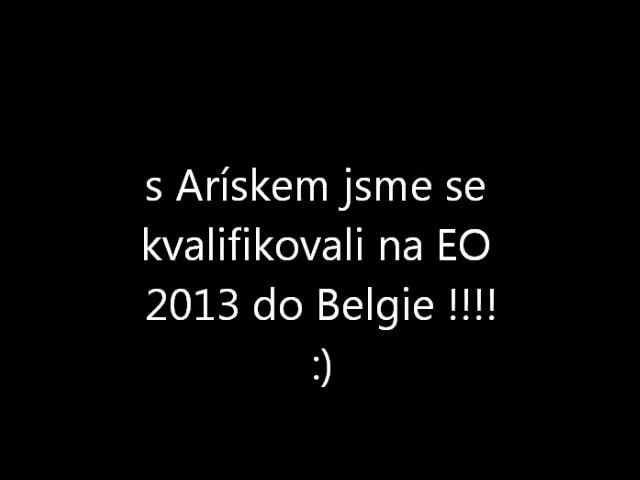 s Arískem jsme se
kvalifikovali na EO
2013 do Belgie !!!!
:)